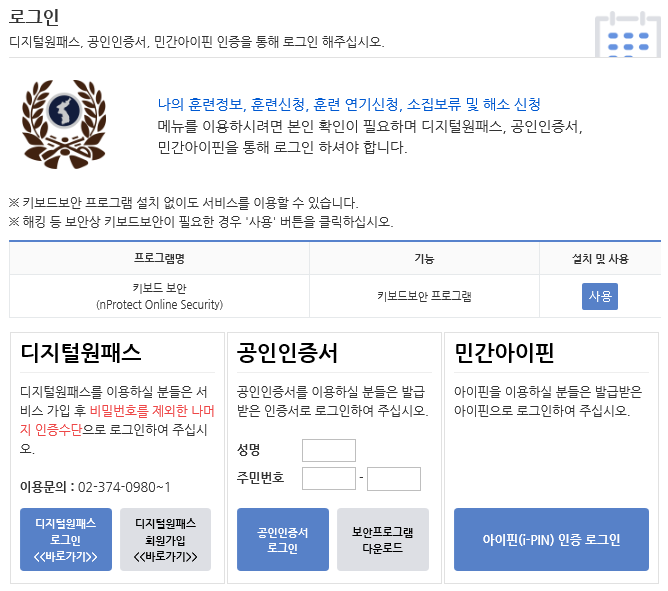 로그인
디지털원패스, 공인인증서, 민간아이핀 인증을 통해 로그인 해주십시오.
나의 훈련정보, 훈련신청, 훈련 연기신청, 소집보류 및 해소 신청
메뉴를 이용하시려면 본인 확인이 필요하며 디지털원패스, 공인인증서,
민간아이핀을 통해 로그인 하셔야 합니다.
※ 키보드보안 프로그램 설치 없이도 서비스를 이용할 수 있습니다.
※ 해킹 등 보안상 키보드보안이 필요한 경우 '사용' 버튼을 클릭하십시오.
프로그램명 기능 설치 및 사용
키보드 보안
(nProtect Online Security) 키보드보안 프로그램 사용
디지털원패스
디지털원패스를 이용하실 분들은 서
비스 가입 후 비밀번호를 제외한 나머
지 인증수단으로 로그인하여 주십시
오.
이용문의 : 02-374-0980~1
디지털원패스
로그인
<<바로가기>>
디지털원패스
회원가입
<<바로가기>>
공인인증서
공인인증서를 이용하실 분들은 발급
받은 인증서로 로그인하여 주십시오.
성명
주민번호 -
공인인증서
로그인
보안프로그램
다운로드
민간아이핀
아이핀을 이용하실 분들은 발급받은
아이핀으로 로그인하여 주십시오.
아이핀(i-PIN) 인증 로그인